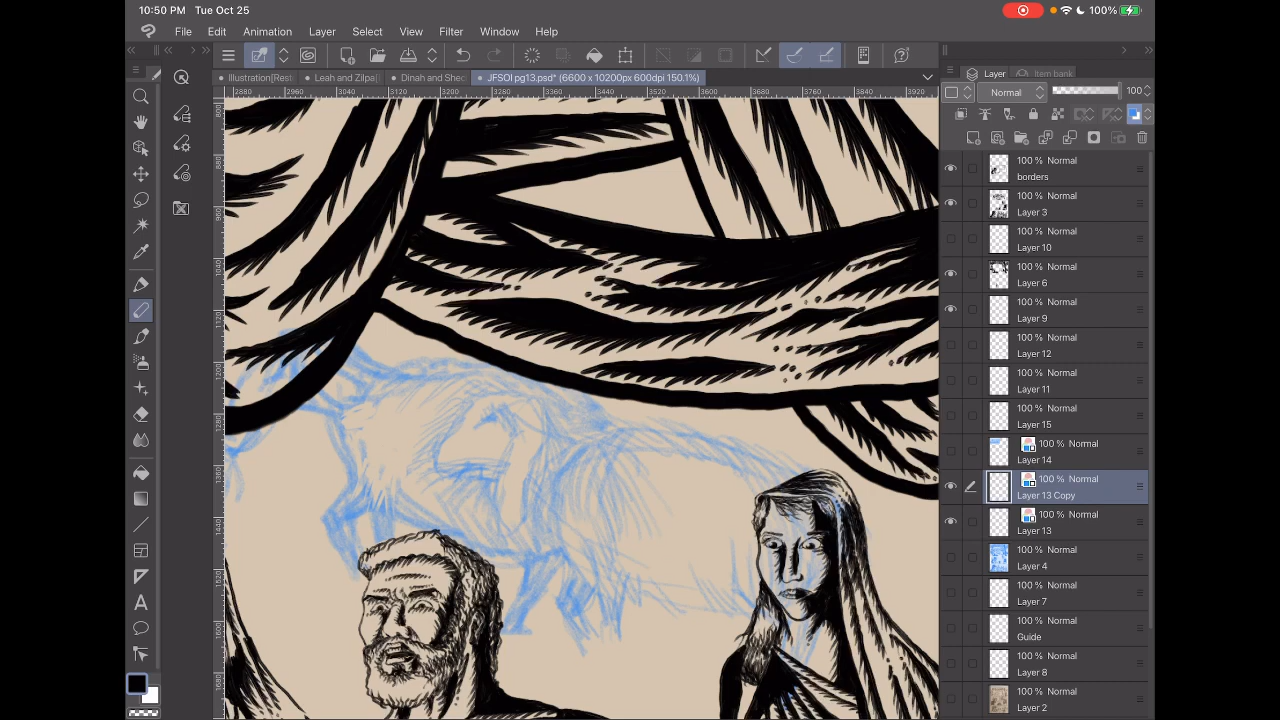 10:50 PM Tue Oct 25
100%
File Edit Animation Layer Select View Filter Window Help
Illustration[Rest
Leah and Zilpa(
Dinah and Shec
JFSOI pg13.psd* (6600 x 10200px 600dpi 150.1%)
Layer
Item bank
2880 2960 3040 3120 3200 3280 3360 3440 3520 3600 3680 3760 3840 3920
Normal 100
100 % Normal
borders
100 % Normal
Layer 3
100 % Normal
Layer 10
100 % Normal
Layer 6
100 % Normal
Layer 9
100 % Normal
Layer 12
100 % Normal
Layer 11
100 % Normal
Layer 15
100 % Normal
Layer 14
100 % Normal
Layer 13 Copy
100 % Normal
Layer 13
100 % Normal
Layer 4
100 % Normal
Layer 7
100 % Normal
Guide
100 % Normal
Layer 8
100 % Normal
Layer 2